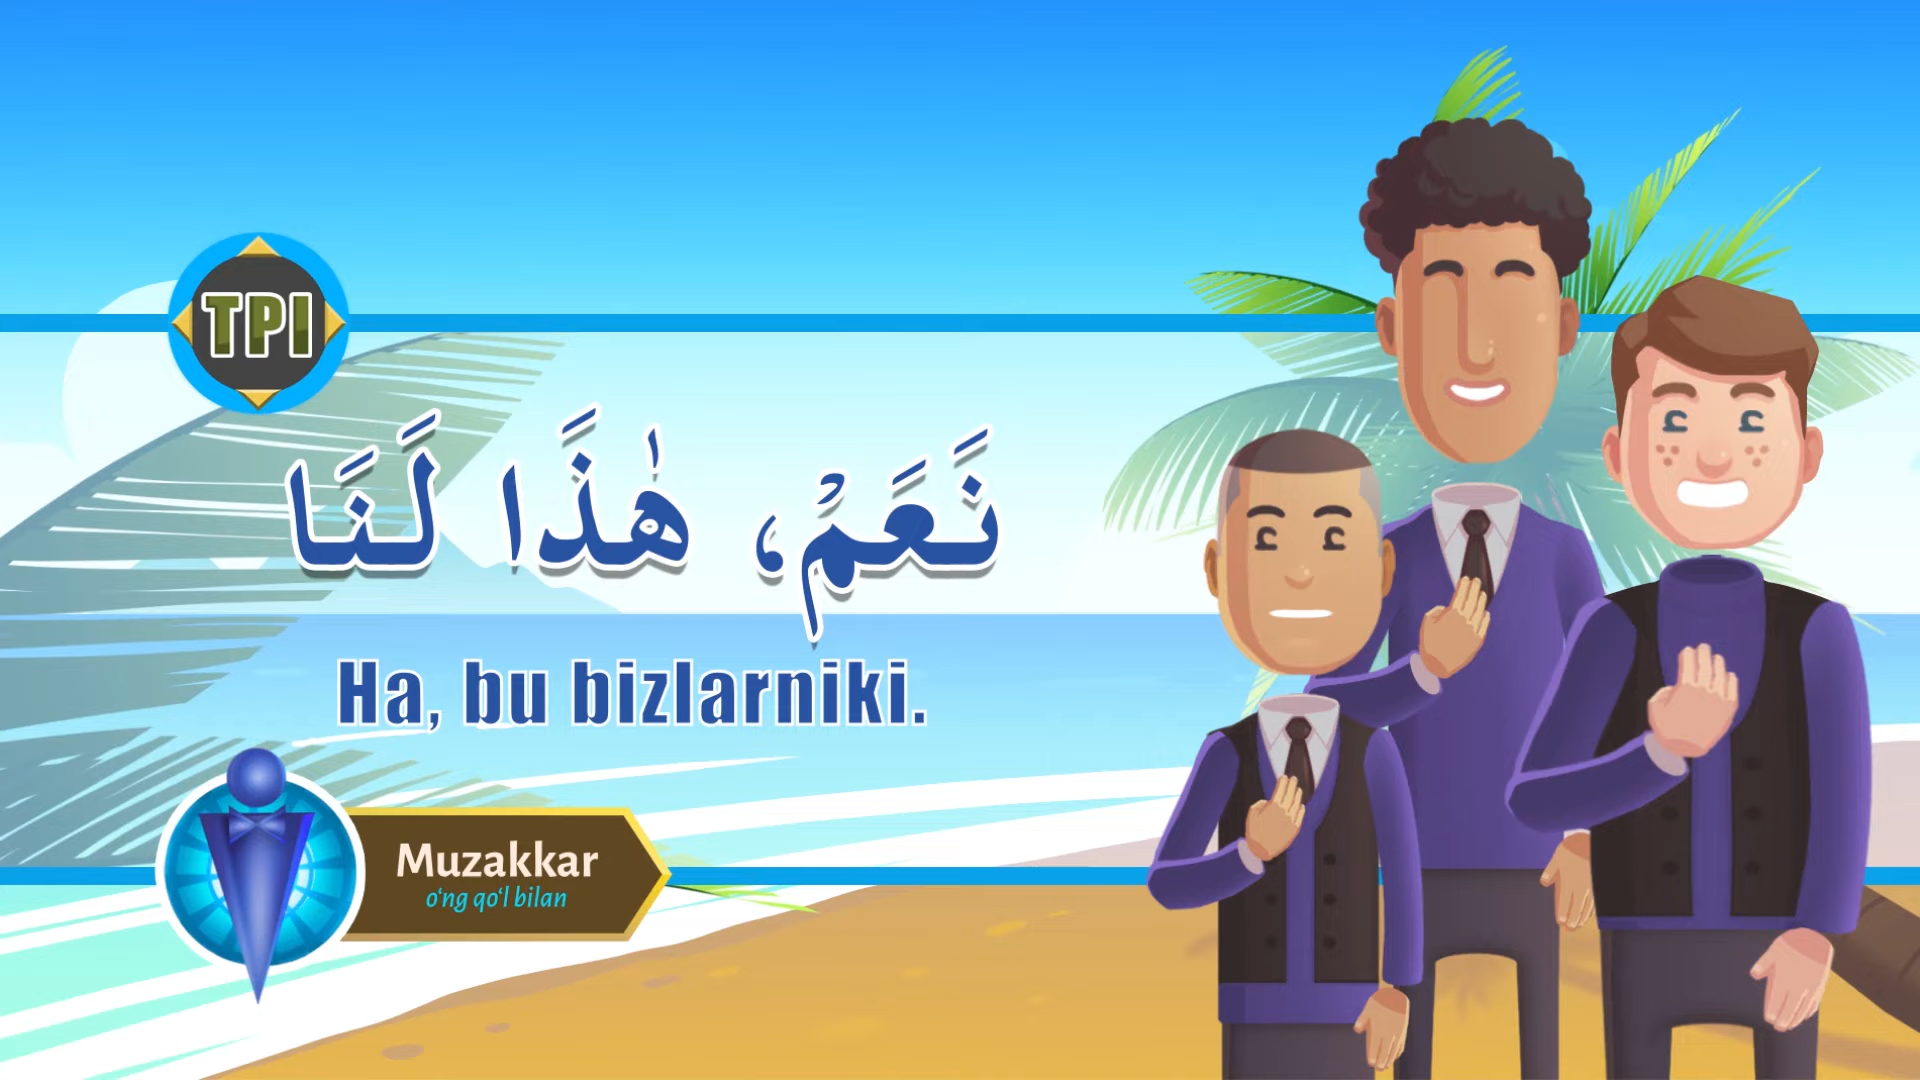 TPI
نَعَمْ، هٰذَا لَنَا
Ha, bu bizlarniki.
Muzakkar
o‘ng qo‘l bilan